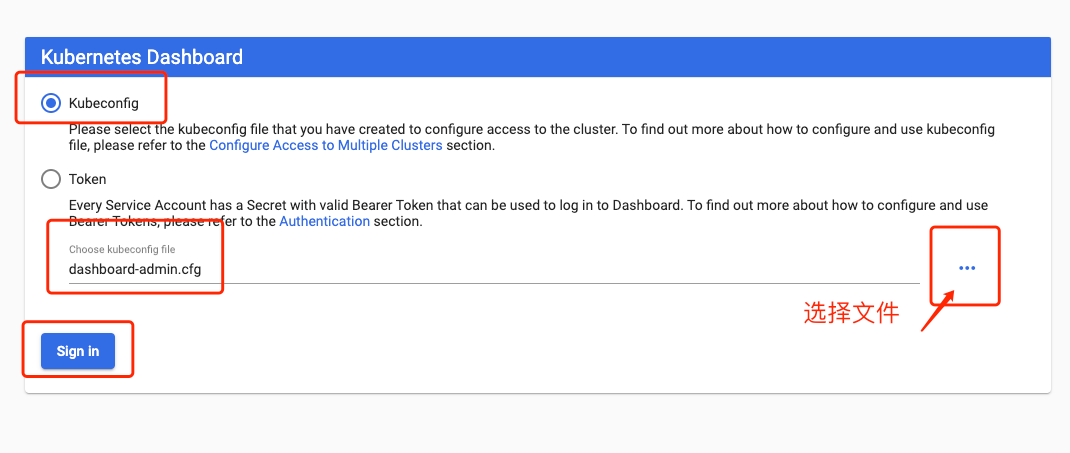 Kubernetes Dashboard
Kubeconfig
Please select the kubeconfig file that you have created to configure access to the cluster. To find out more about how to configure and use kubeconfig
file, please refer to the Configure Access to Multiple Clusters section.
Token
Every Service Account has a Secret with valid Bearer Token that can be used to log in to Dashboard. To find out more about how to configure and use
Bearer Tokens, please refer to the Authentication section.
Choose kubeconfig file
dashboard-admin.cfg
选择文件
Sign in